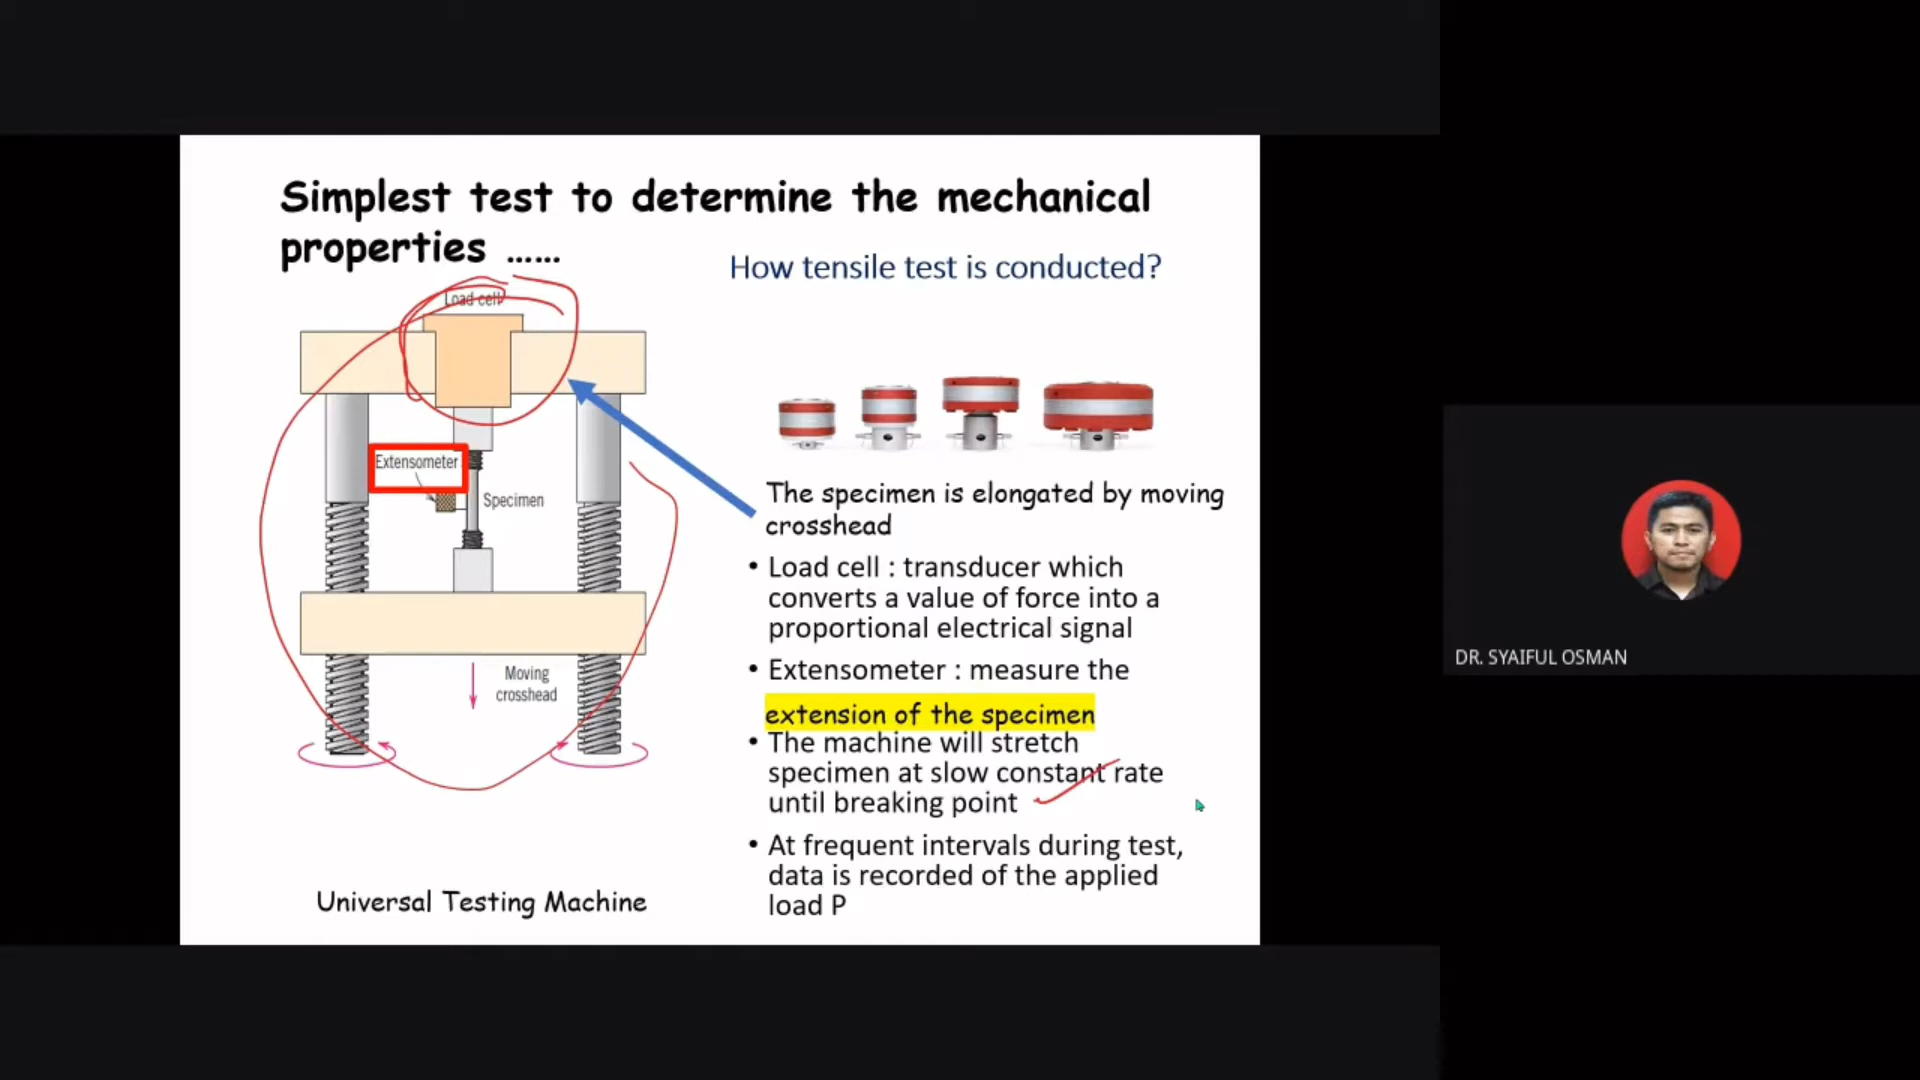 Simplest test to determine the mechanical
properties ......
How tensile test is conducted?
Load cell
Extensometer
Specimen
Moving
crosshead
Universal Testing Machine
The specimen is elongated by moving
crosshead
• Load cell : transducer which
converts a value of force into a
proportional electrical signal
• Extensometer : measure the
extension of the specimen
• The machine will stretch
specimen at slow constant rate
until breaking point
• At frequent intervals during test,
data is recorded of the applied
load P
DR. SYAIFUL OSMAN